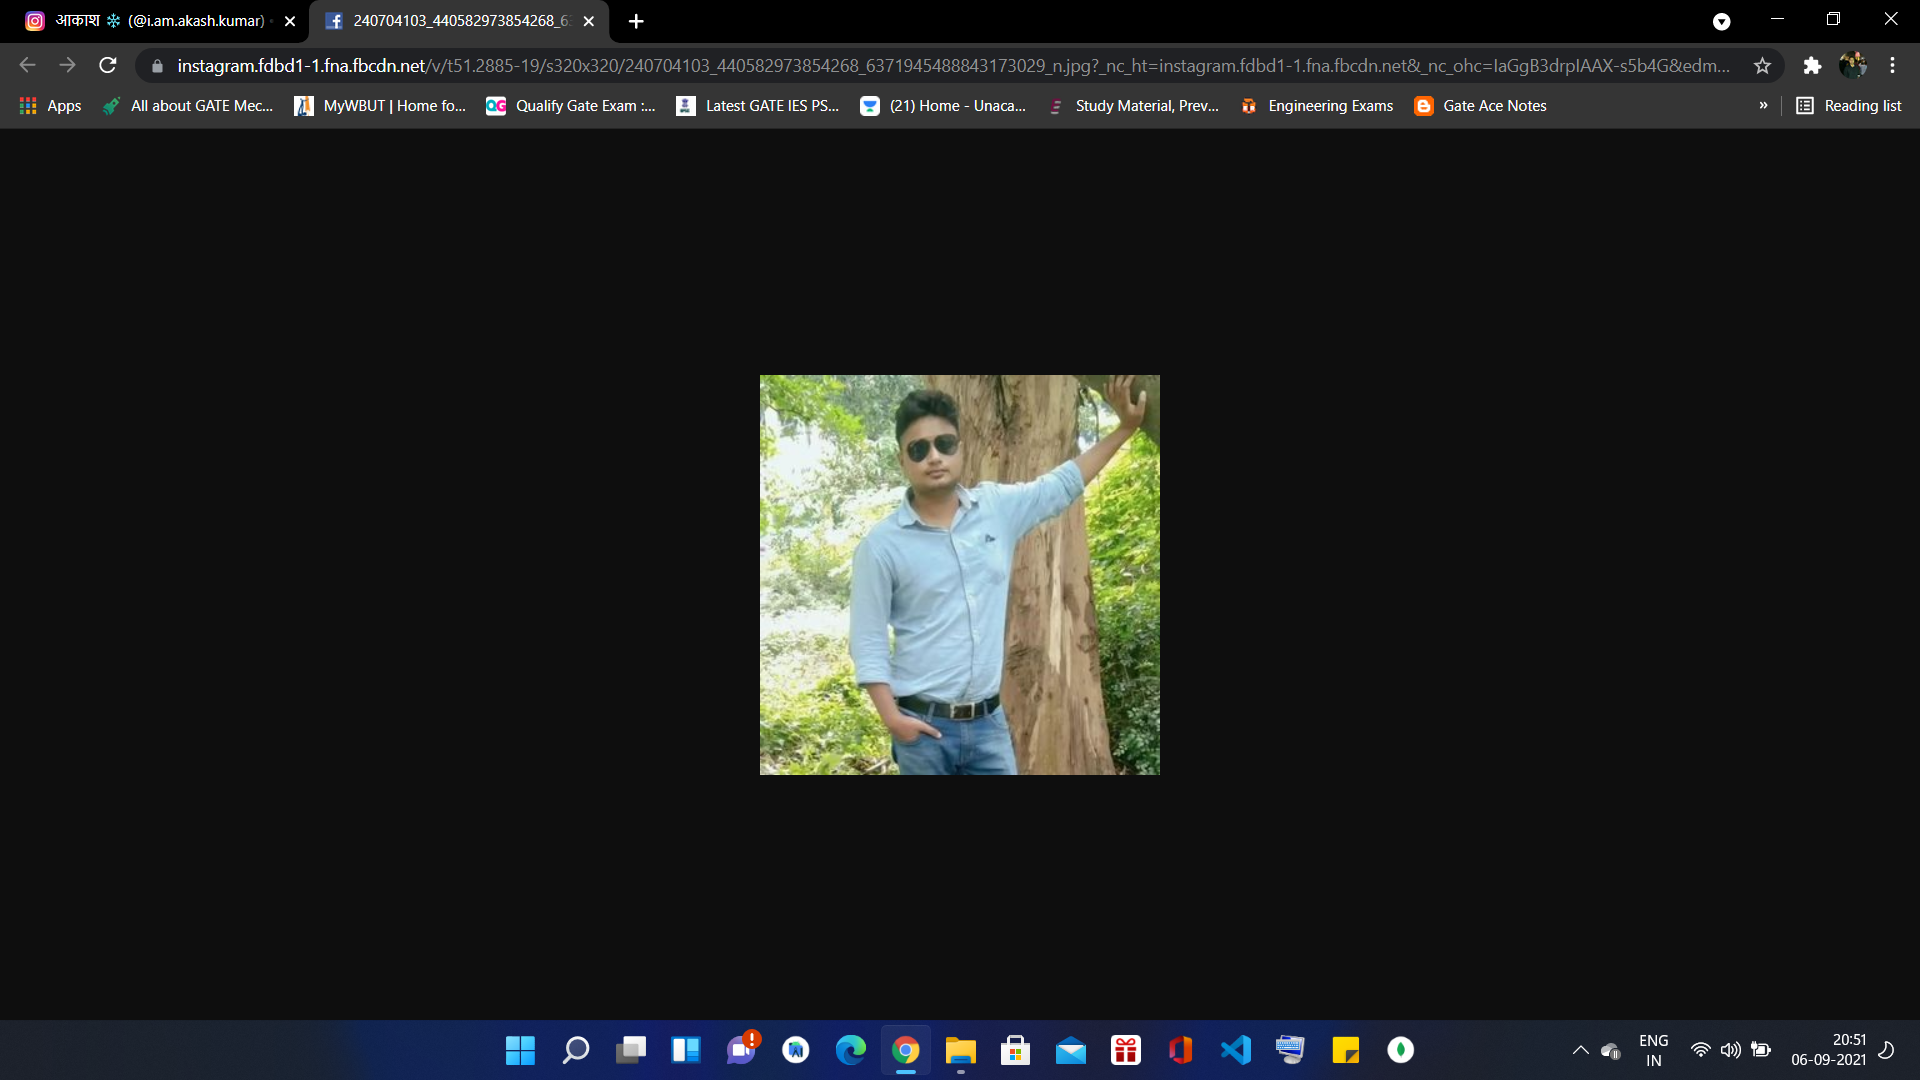 आकाश ❄️ (@i.am.akash.kumar)
240704103_440582973854268_6
instagram.fdbd1-1.fna.fbcdn.net/v/t51.2885-19/s320x320/240704103_440582973854268_6371945488843173029_n.jpg?_nc_ht=instagram.fdbd1-1.fna.fbcdn.net&_nc_ohc=IaGgB3drpIAAX-s5b4G&edm...
Apps All about GATE Mec... MyWBUT | Home fo... Qualify Gate Exam :... Latest GATE IES PS... (21) Home - Unaca... Study Material, Prev... Engineering Exams Gate Ace Notes » Reading list
ENG
IN
20:51
06-09-2021